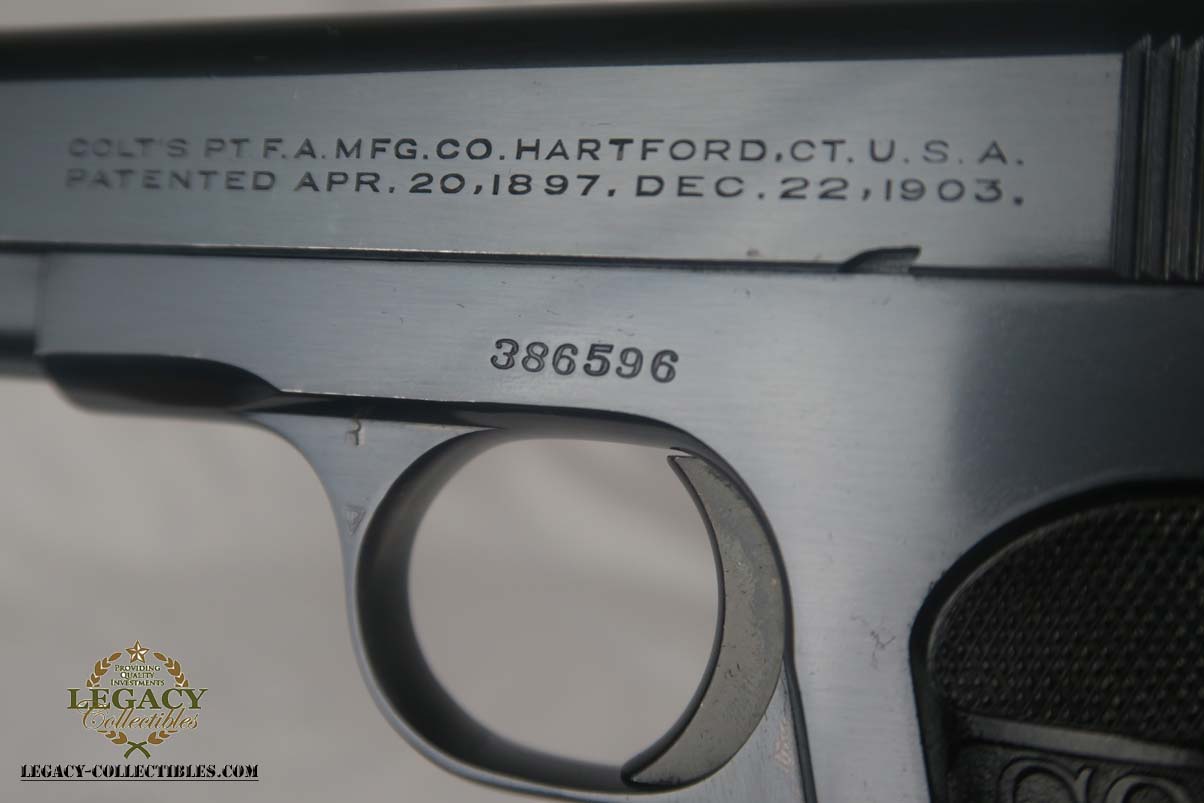 COLT'S PT. F.A. MFG. CO. HARTFORD, CT. U.S.A.
PATENTED APR. 20, 1897. DEC. 22, 1903.
386596
PROVIDING
QUALITY
INVESTMENTS
LEGACY
Collectibles
LEGACY-COLLECTIBLES.COM